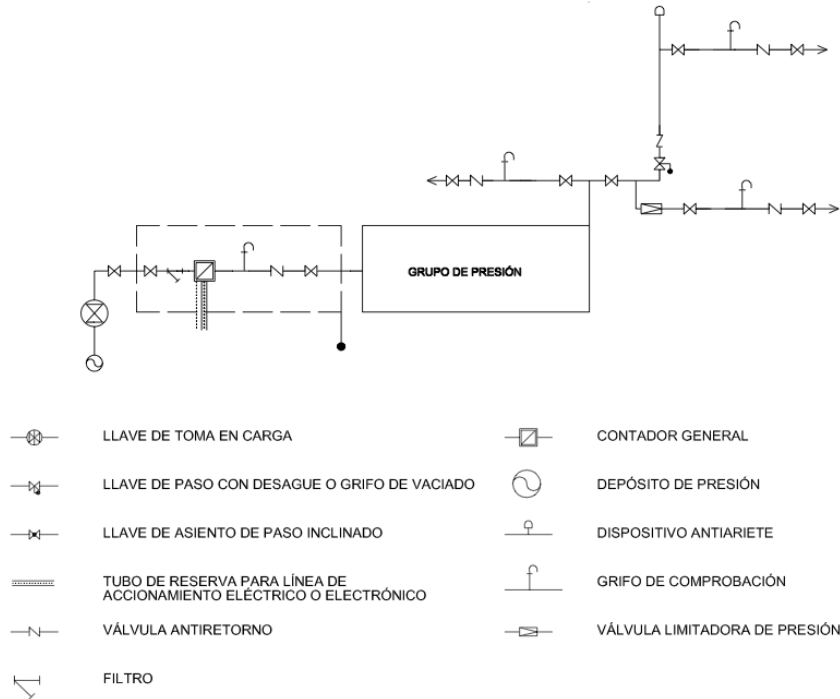 GRUPO DE PRESIÓN
LLAVE DE TOMA EN CARGA
LLAVE DE PASO CON DESAGUE O GRIFO DE VACIADO
LLAVE DE ASIENTO DE PASO INCLINADO
TUBO DE RESERVA PARA LÍNEA DE
ACCIONAMIENTO ELÉCTRICO O ELECTRÓNICO
VÁLVULA ANTIRETORNO
FILTRO
CONTADOR GENERAL
DEPÓSITO DE PRESIÓN
DISPOSITIVO ANTIARIETE
GRIFO DE COMPROBACIÓN
VÁLVULA LIMITADORA DE PRESIÓN